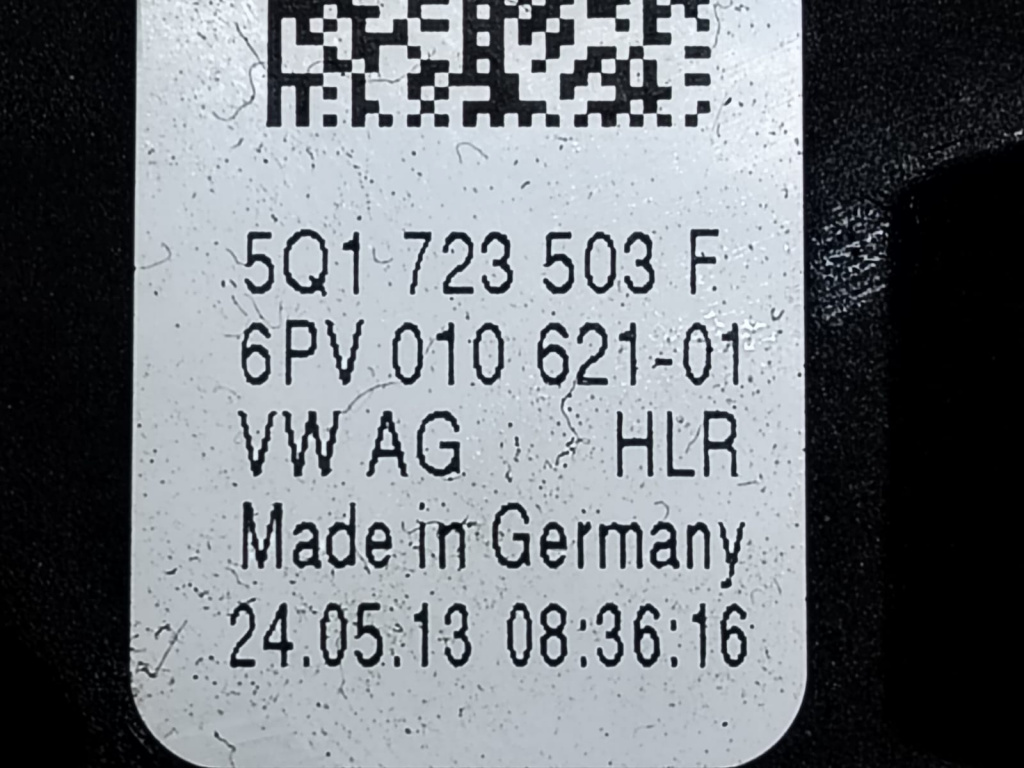 5Q1 723 503 F
6PV 010 621-01
VW AG HLR
Made in Germany
24.05.13 08:36:16